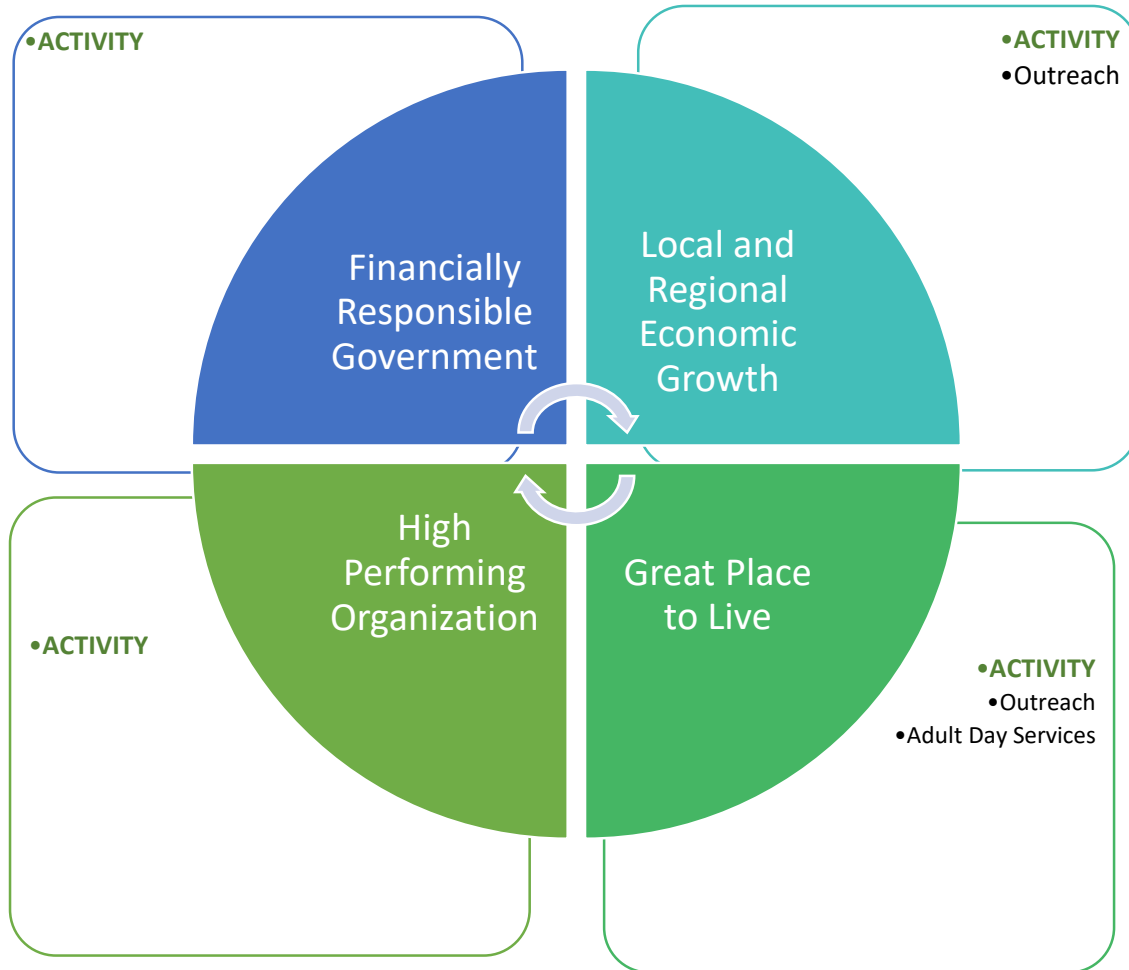 •ACTIVITY
•ACTIVITY
•Outreach
Financially
Responsible
Government
Local and
Regional
Economic
Growth
High
Performing
Organization
Great Place
to Live
•ACTIVITY
•ACTIVITY
•Outreach
•Adult Day Services